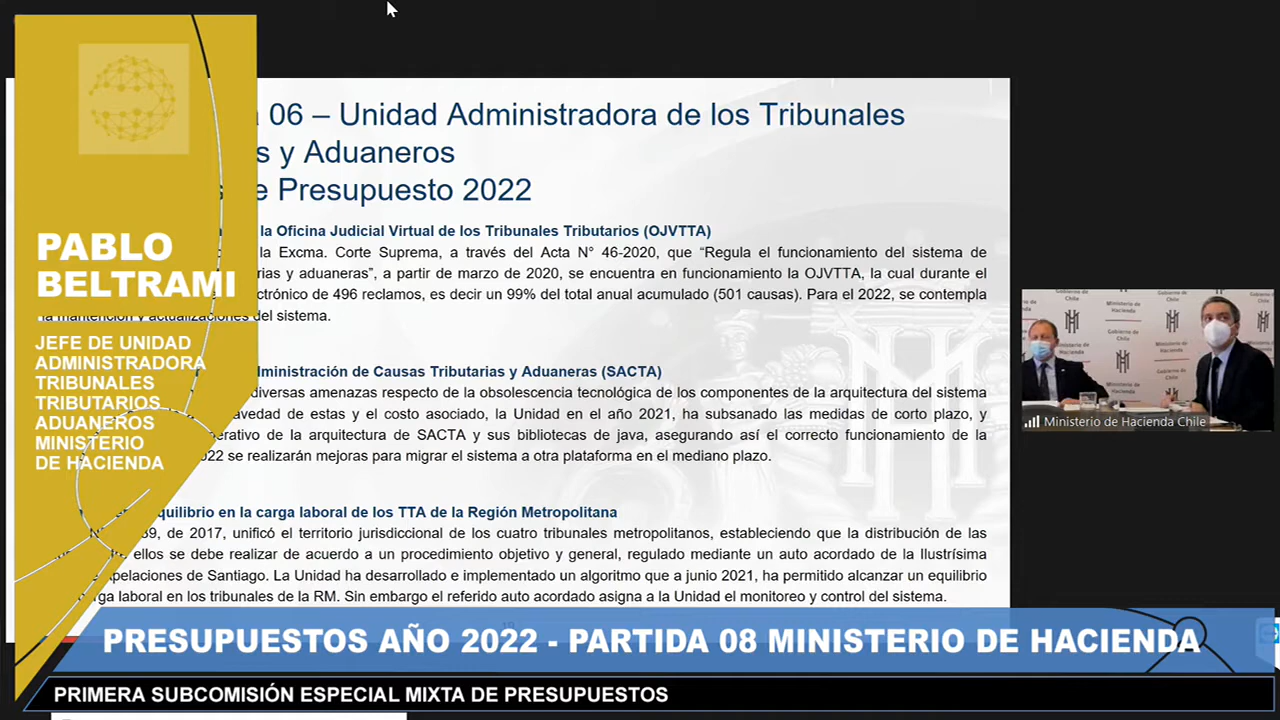 06 – Unidad Administradora de los Tribunales
s y Aduaneros
e Presupuesto 2022
PABLO
BELTRAMI
JEFE DE UNIDAD
ADMINISTRADORA
TRIBUNALES
TRIBUTARIOS
ADUANEROS
MINISTERIO
DE HACIENDA
la Oficina Judicial Virtual de los Tribunales Tributarios (OJVTTA)
la Excma. Corte Suprema, a través del Acta N° 46-2020, que “Regula el funcionamiento del sistema de
rias y aduaneras”, a partir de marzo de 2020, se encuentra en funcionamiento la OJVTTA, la cual durante el
ctrónico de 496 reclamos, es decir un 99% del total anual acumulado (501 causas). Para el 2022, se contempla
la mantención y actualizaciones del sistema.
dministración de Causas Tributarias y Aduaneras (SACTA)
diversas amenazas respecto de la obsolescencia tecnológica de los componentes de la arquitectura del sistema
avedad de estas y el costo asociado, la Unidad en el año 2021, ha subsanado las medidas de corto plazo, y
erativo de la arquitectura de SACTA y sus bibliotecas de java, asegurando así el correcto funcionamiento de la
022 se realizarán mejoras para migrar el sistema a otra plataforma en el mediano plazo.
quilibrio en la carga laboral de los TTA de la Región Metropolitana
39, de 2017, unificó el territorio jurisdiccional de los cuatro tribunales metropolitanos, estableciendo que la distribución de las
ellos se debe realizar de acuerdo a un procedimiento objetivo y general, regulado mediante un auto acordado de la Ilustrísima
pelaciones de Santiago. La Unidad ha desarrollado e implementado un algoritmo que a junio 2021, ha permitido alcanzar un equilibrio
arga laboral en los tribunales de la RM. Sin embargo el referido auto acordado asigna a la Unidad el monitoreo y control del sistema.
Gobierno de Chile
Ministerio de Hacienda
Ministerio de Hacienda Chile
PRESUPUESTOS AÑO 2022 - PARTIDA 08 MINISTERIO DE HACIENDA
PRIMERA SUBCOMISIÓN ESPECIAL MIXTA DE PRESUPUESTOS